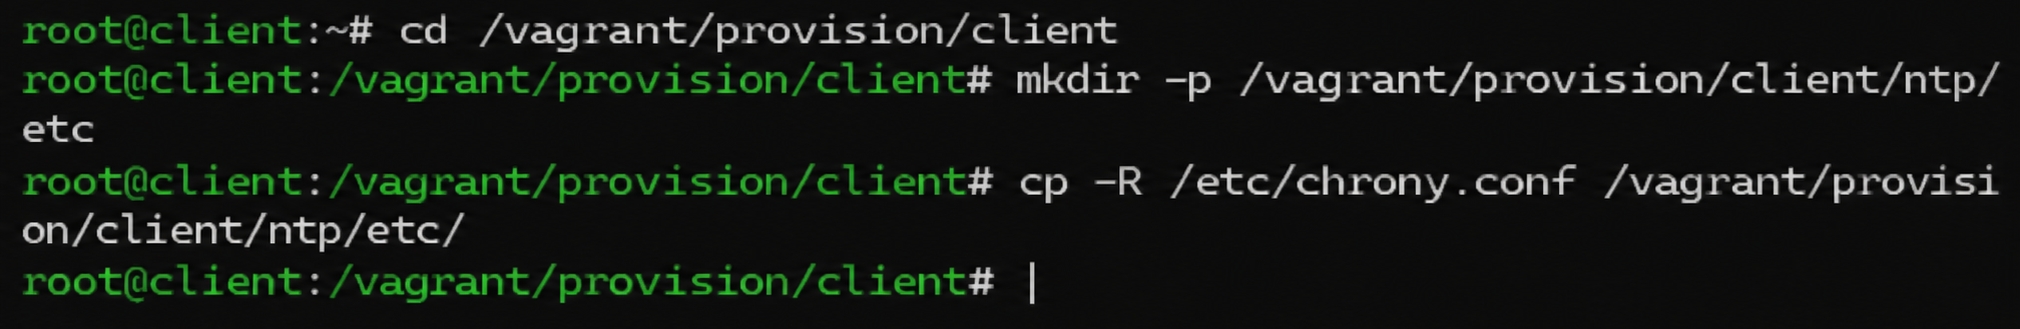 root@client:~# cd /vagrant/provision/client
root@client:/vagrant/provision/client# mkdir -p /vagrant/provision/client/ntp/
etc
root@client:/vagrant/provision/client# cp -R /etc/chrony.conf /vagrant/provisi
on/client/ntp/etc/
root@client:/vagrant/provision/client#